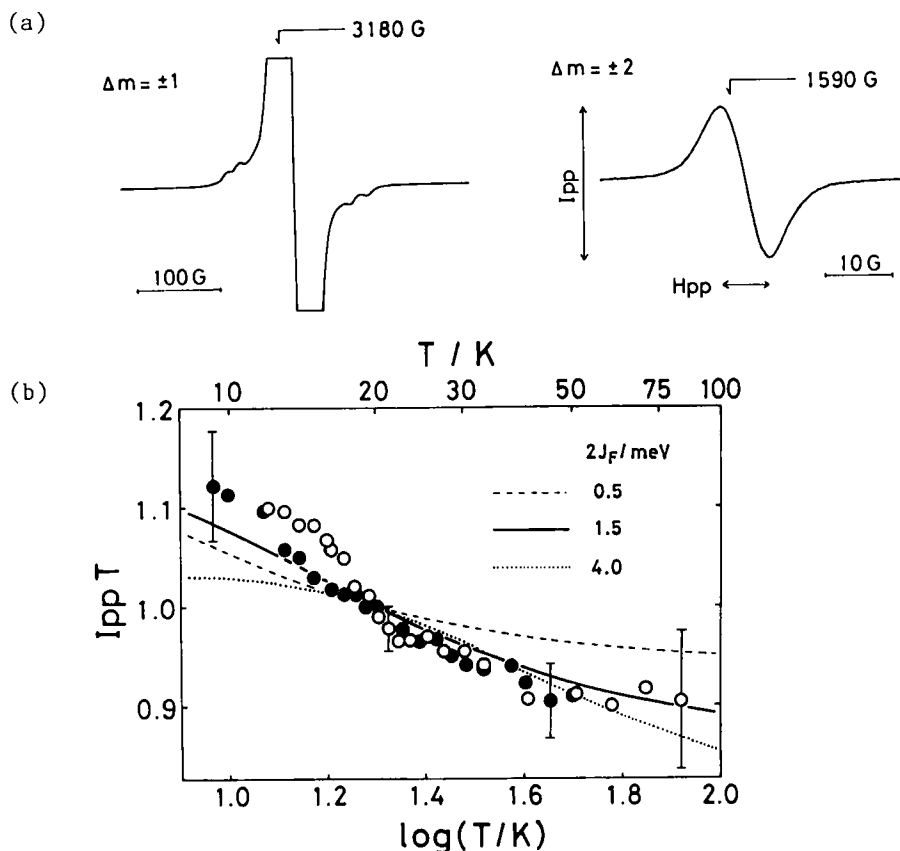 (a)
3180 G
Δm = ±1
100 G
Δm = ±2
1590 G
Ipp
Hpp
10 G
(b)
T / K
10 20 30 50 75 100
2J_F / meV
0.5
1.5
4.0
1.2
1.1
1.0
0.9
Ipp T
1.0 1.2 1.4 1.6 1.8 2.0
log(T/K)